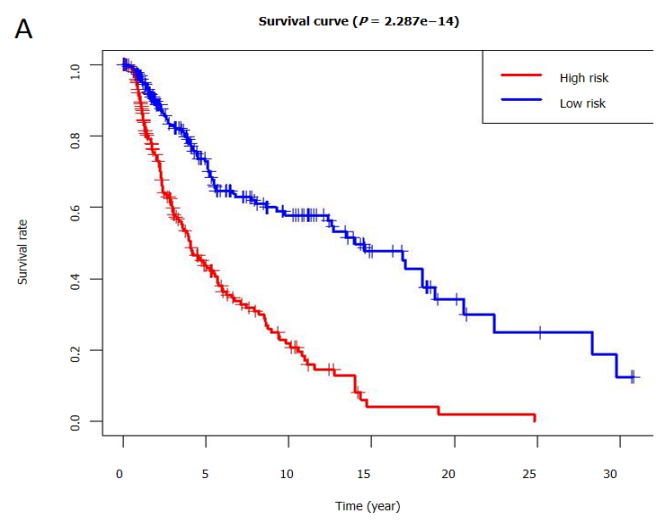 A
Survival curve (P = 2.287e−14)
High risk
Low risk
Survival rate
1.0
0.8
0.6
0.4
0.2
0.0
0 5 10 15 20 25 30
Time (year)